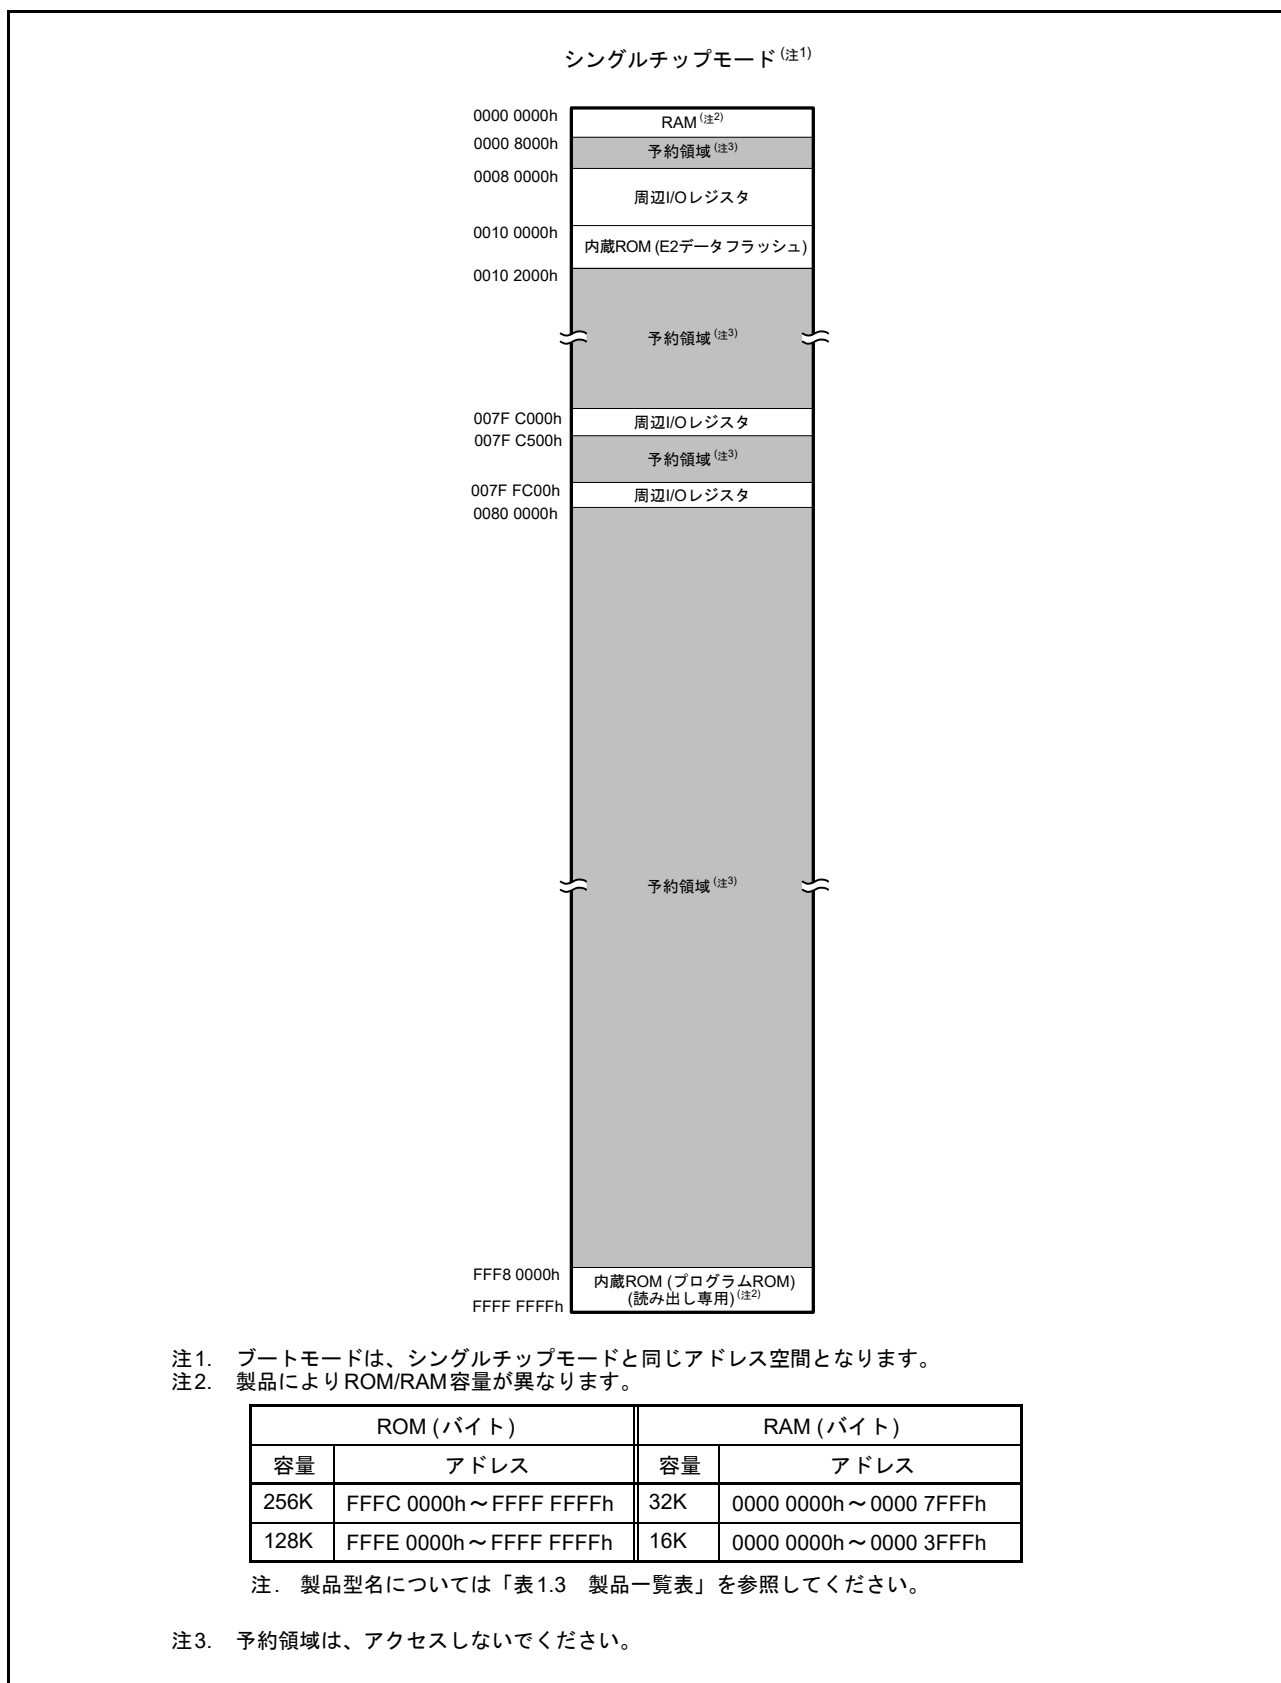 シングルチップモード(注1)
0000 0000h
RAM(注2)
0000 8000h
予約領域(注3)
0008 0000h
周辺I/Oレジスタ
0010 0000h
内蔵ROM (E2データフラッシュ)
0010 2000h
予約領域(注3)
007F C000h
周辺I/Oレジスタ
007F C500h
予約領域(注3)
007F FC00h
周辺I/Oレジスタ
0080 0000h
予約領域(注3)
FFF8 0000h
内蔵ROM (プログラムROM)
(読み出し専用)(注2)
FFFF FFFFh
注1. ブートモードは、シングルチップモードと同じアドレス空間となります。
注2. 製品によりROM/RAM容量が異なります。
ROM (バイト) RAM (バイト)
容量 アドレス 容量 アドレス
256K FFFC 0000h～FFFF FFFFh 32K 0000 0000h～0000 7FFFh
128K FFFE 0000h～FFFF FFFFh 16K 0000 0000h～0000 3FFFh
注. 製品型名については「表1.3 製品一覧表」を参照してください。
注3. 予約領域は、アクセスしないでください。